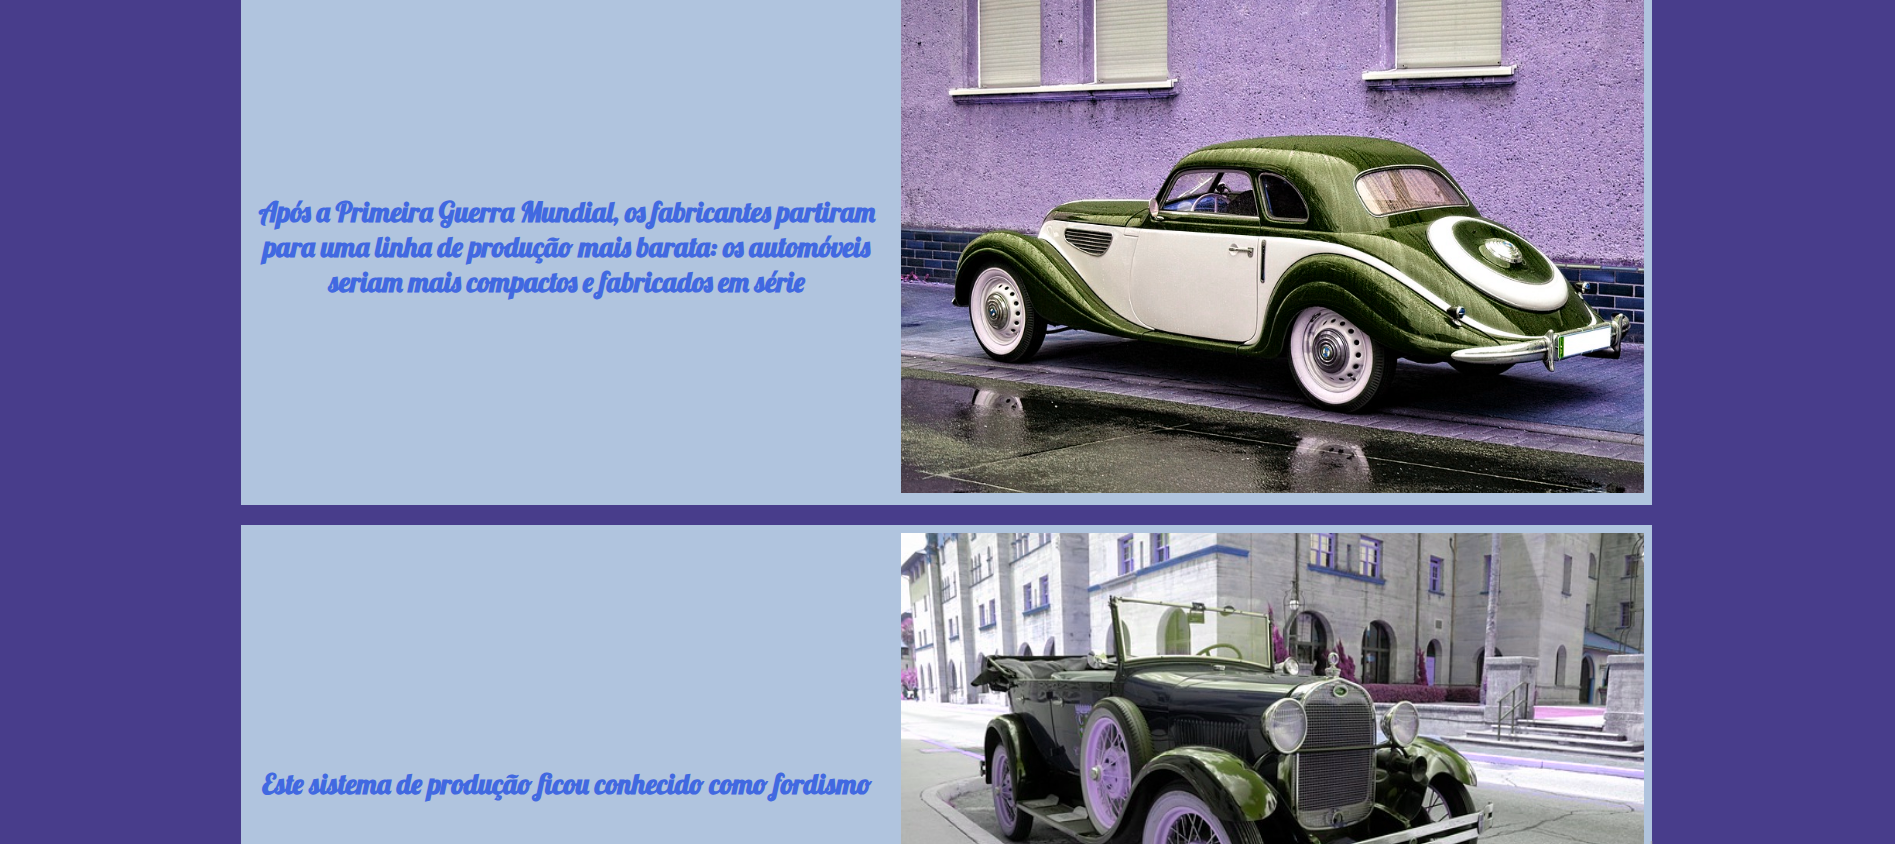 Após a Primeira Guerra Mundial, os fabricantes partiram
para uma linha de produção mais barata: os automóveis
seriam mais compactos e fabricados em série
Este sistema de produção ficou conhecido como fordismo